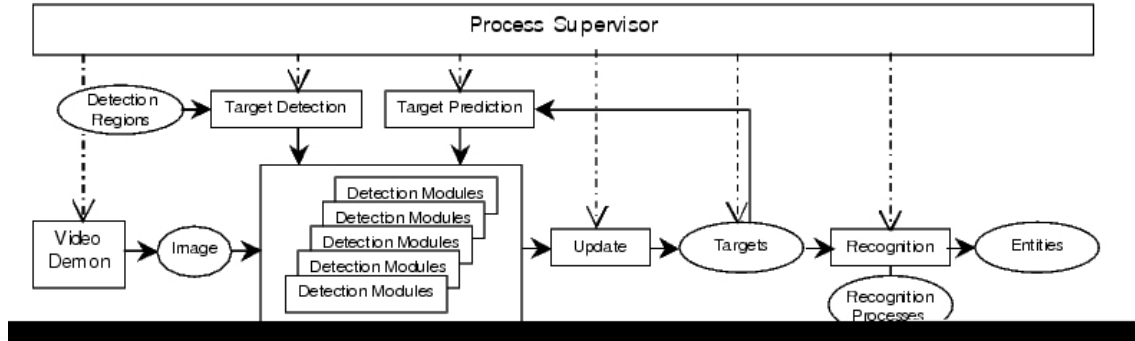 Process Supervisor
Detection
Regions
Target Detection
Target Prediction
Detection Modules
Detection Modules
Detection Modules
Detection Modules
Detection Modules
Video
Demon
Image
Update
Targets
Recognition
Entities
Recognition
Processes